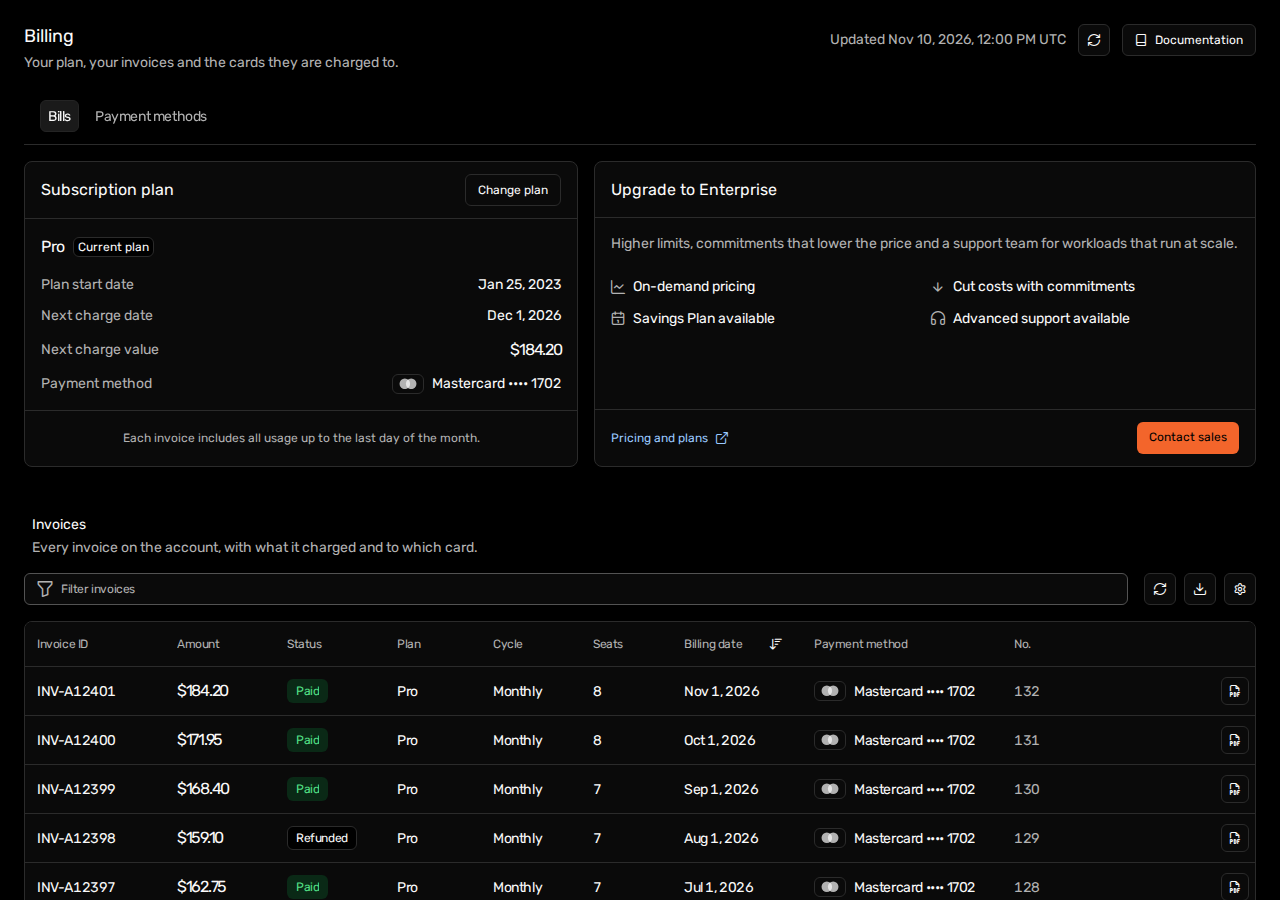 Billing
Your plan, your invoices and the cards they are charged to.
Updated Nov 10, 2026, 12:00 PM UTC
Documentation
Bills
Payment methods
Subscription plan
Change plan
Pro
Current plan
Plan start date
Jan 25, 2023
Next charge date
Dec 1, 2026
Next charge value
$184.20
Payment method
Mastercard •••• 1702
Each invoice includes all usage up to the last day of the month.
Upgrade to Enterprise
Higher limits, commitments that lower the price and a support team for workloads that run at scale.
On-demand pricing
Cut costs with commitments
Savings Plan available
Advanced support available
Pricing and plans
Contact sales
Invoices
Every invoice on the account, with what it charged and to which card.
Filter invoices
Invoice ID Amount Status Plan Cycle Seats Billing date Payment method No.
INV-A12401 $184.20 Paid Pro Monthly 8 Nov 1, 2026 Mastercard •••• 1702 132 PDF
INV-A12400 $171.95 Paid Pro Monthly 8 Oct 1, 2026 Mastercard •••• 1702 131 PDF
INV-A12399 $168.40 Paid Pro Monthly 7 Sep 1, 2026 Mastercard •••• 1702 130 PDF
INV-A12398 $159.10 Refunded Pro Monthly 7 Aug 1, 2026 Mastercard •••• 1702 129 PDF
INV-A12397 $162.75 Paid Pro Monthly 7 Jul 1, 2026 Mastercard •••• 1702 128 PDF